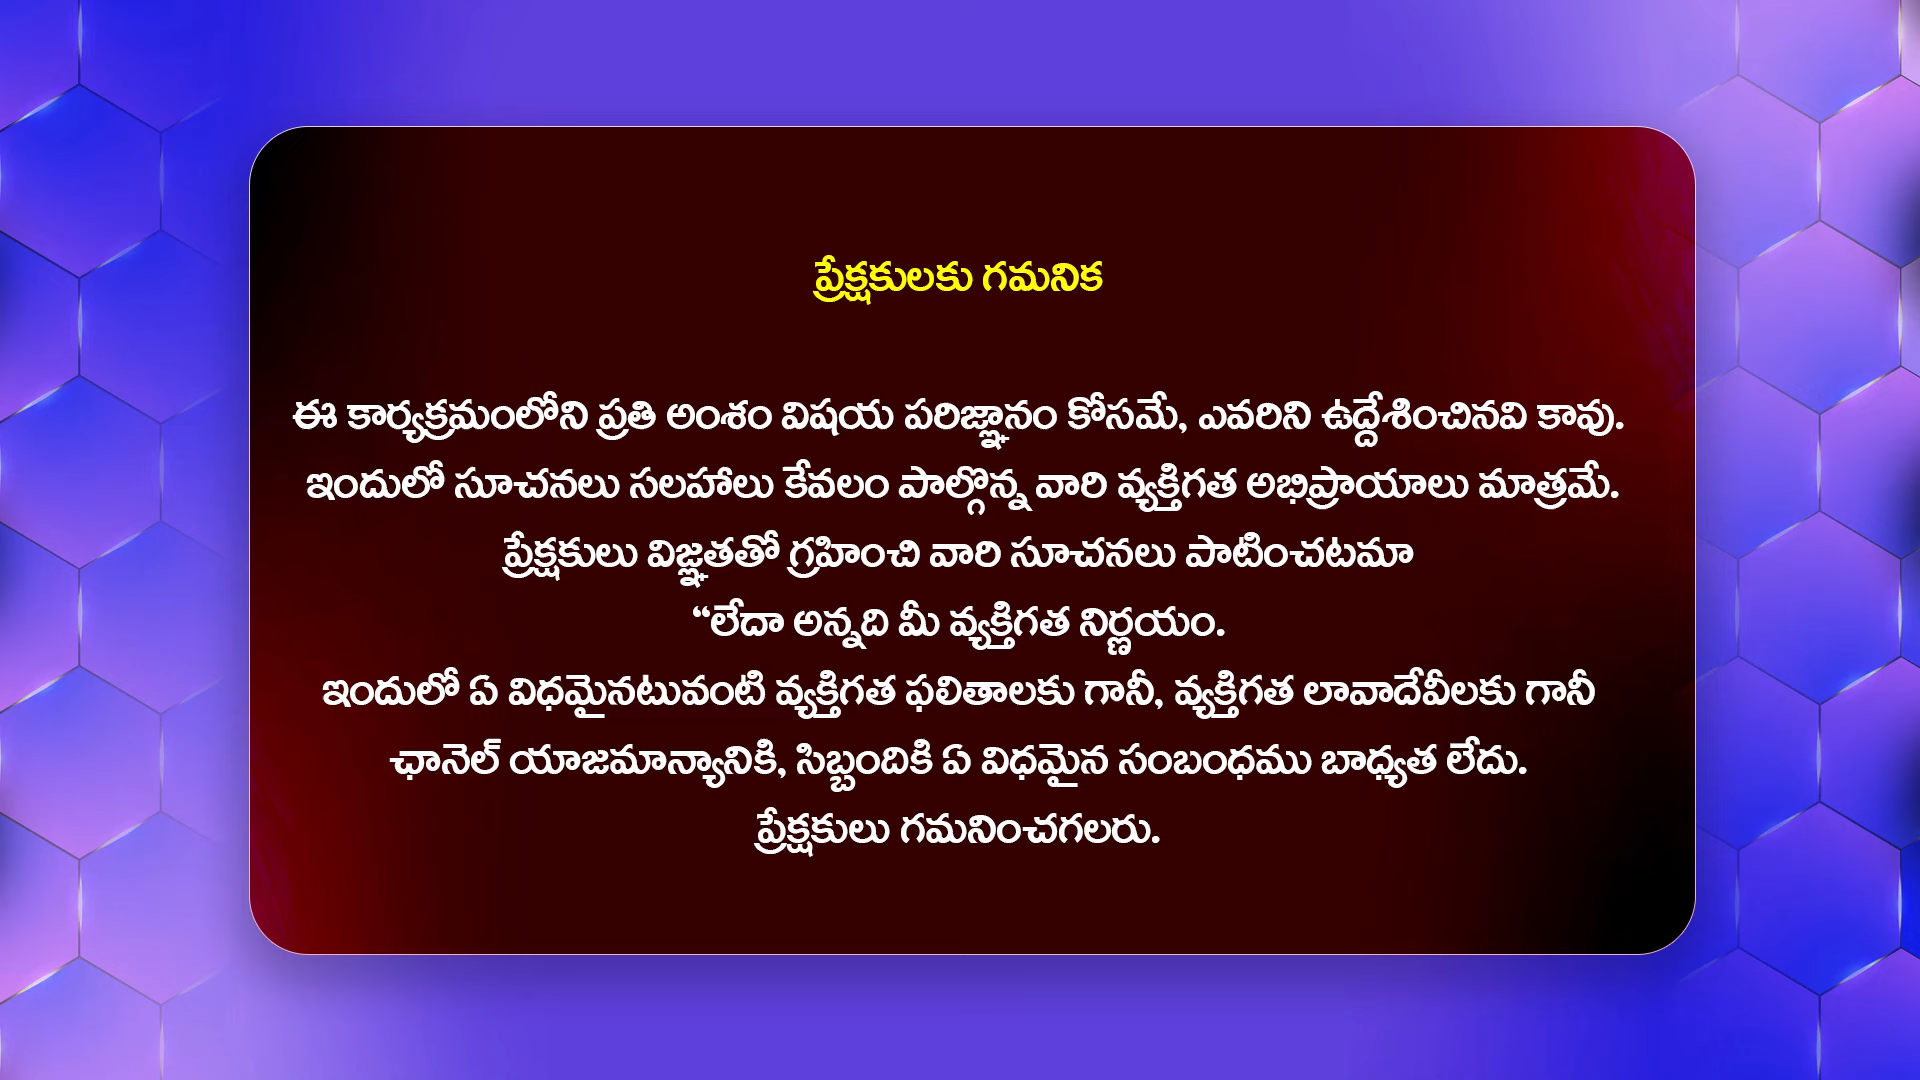 ప్రేక్షకులకు గమనిక
ఈ కార్యక్రమంలోని ప్రతి అంశం విషయ పరిజ్ఞానం కోసమే, ఎవరిని ఉద్దేశించినవి కావు.
ఇందులో సూచనలు సలహాలు కేవలం పాల్గొన్న వారి వ్యక్తిగత అభిప్రాయాలు మాత్రమే.
ప్రేక్షకులు విజ్ఞతతో గ్రహించి వారి సూచనలు పాటించటమా
“లేదా అన్నది మీ వ్యక్తిగత నిర్ణయం.
ఇందులో ఏ విధమైనటువంటి వ్యక్తిగత ఫలితాలకు గానీ, వ్యక్తిగత లావాదేవీలకు గానీ
ఛానెల్ యాజమాన్యానికి, సిబ్బందికి ఏ విధమైన సంబంధము బాధ్యత లేదు.
ప్రేక్షకులు గమనించగలరు.